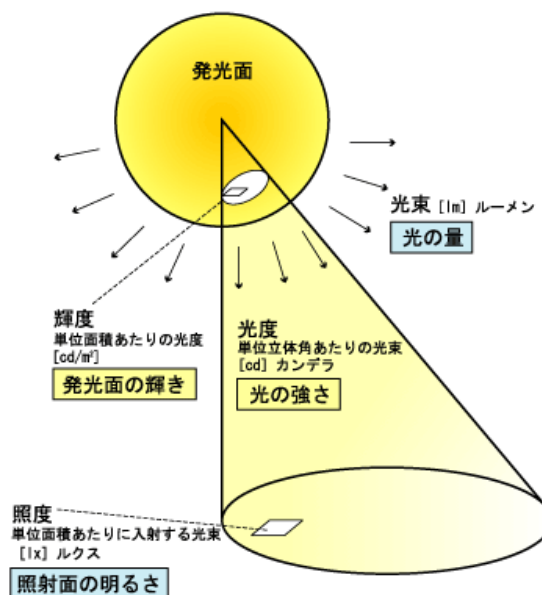 発光面
光束 [lm] ルーメン
光の量
輝度
単位面積あたりの光度
[cd/㎡]
発光面の輝き
光度
単位立体角あたりの光束
[cd] カンデラ
光の強さ
照度
単位面積あたりに入射する光束
[lx] ルクス
照射面の明るさ